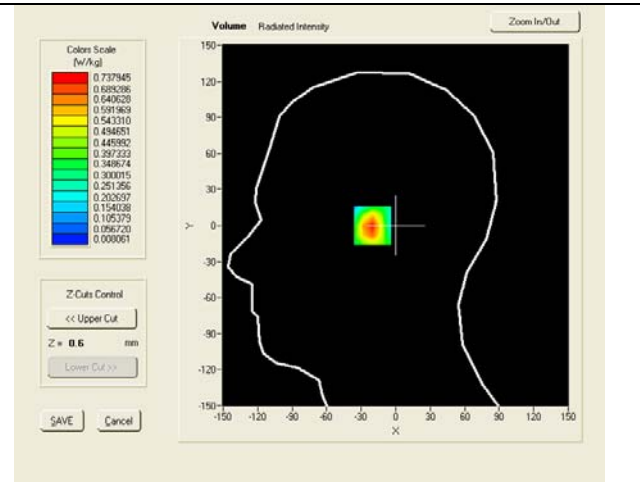 Volume Radiated Intensity
Zoom In/Out
Colors Scale
(W/kg)
0.737945
0.689286
0.640628
0.591969
0.543310
0.494651
0.445992
0.397333
0.348674
0.300015
0.251356
0.202697
0.154038
0.105379
0.056720
0.008061
Z-Cuts Control
<< Upper Cut
Z = 0.6 mm
Lower Cut >>
SAVE Cancel
150
120
90
60
30
0
-30
-60
-90
-120
-150
Y
-150 -120 -90 -60 -30 0 30 60 90 120 150
X